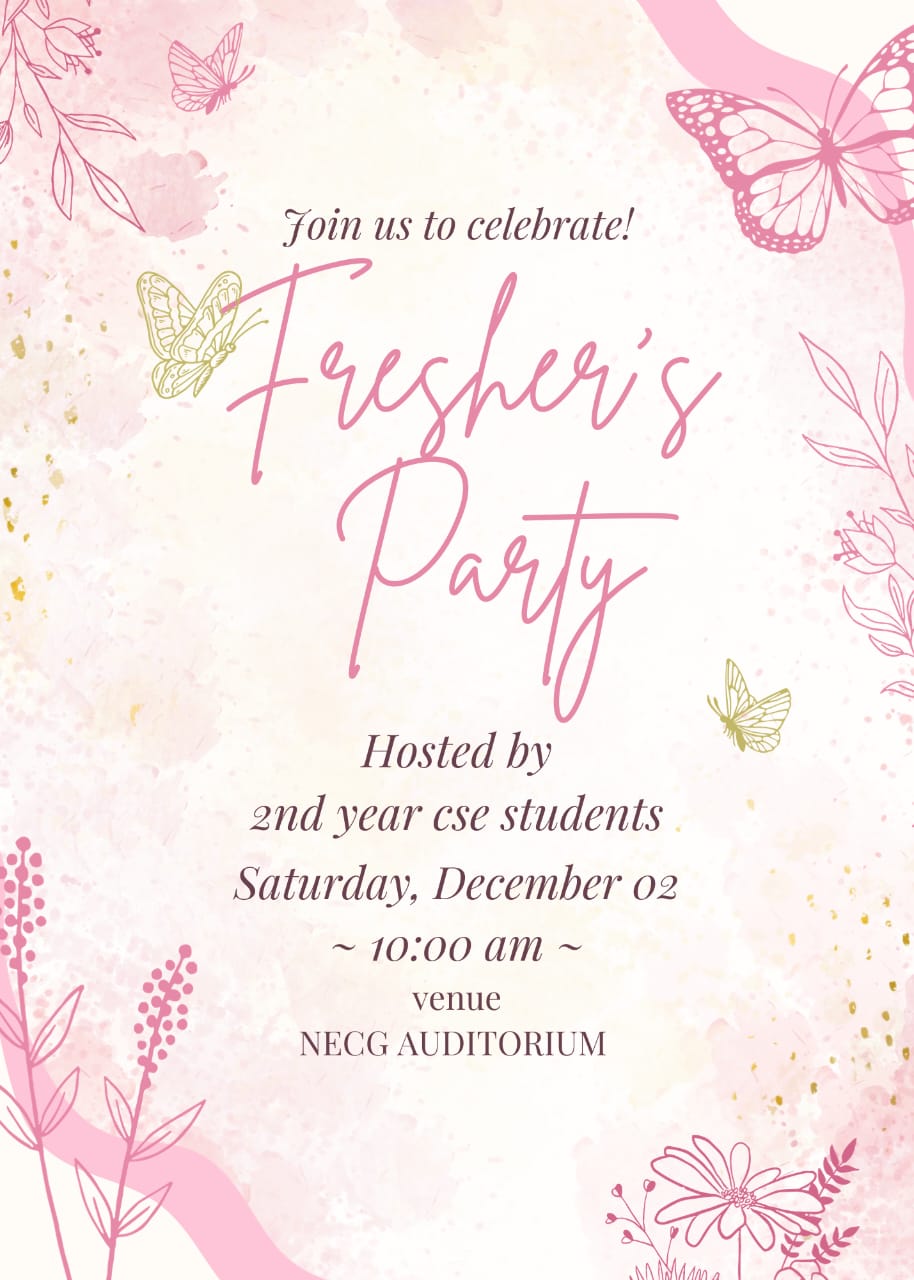 Join us to celebrate!
Fresher's
Party
Hosted by
2nd year cse students
Saturday, December 02
~ 10:00 am ~
venue
NECG AUDITORIUM